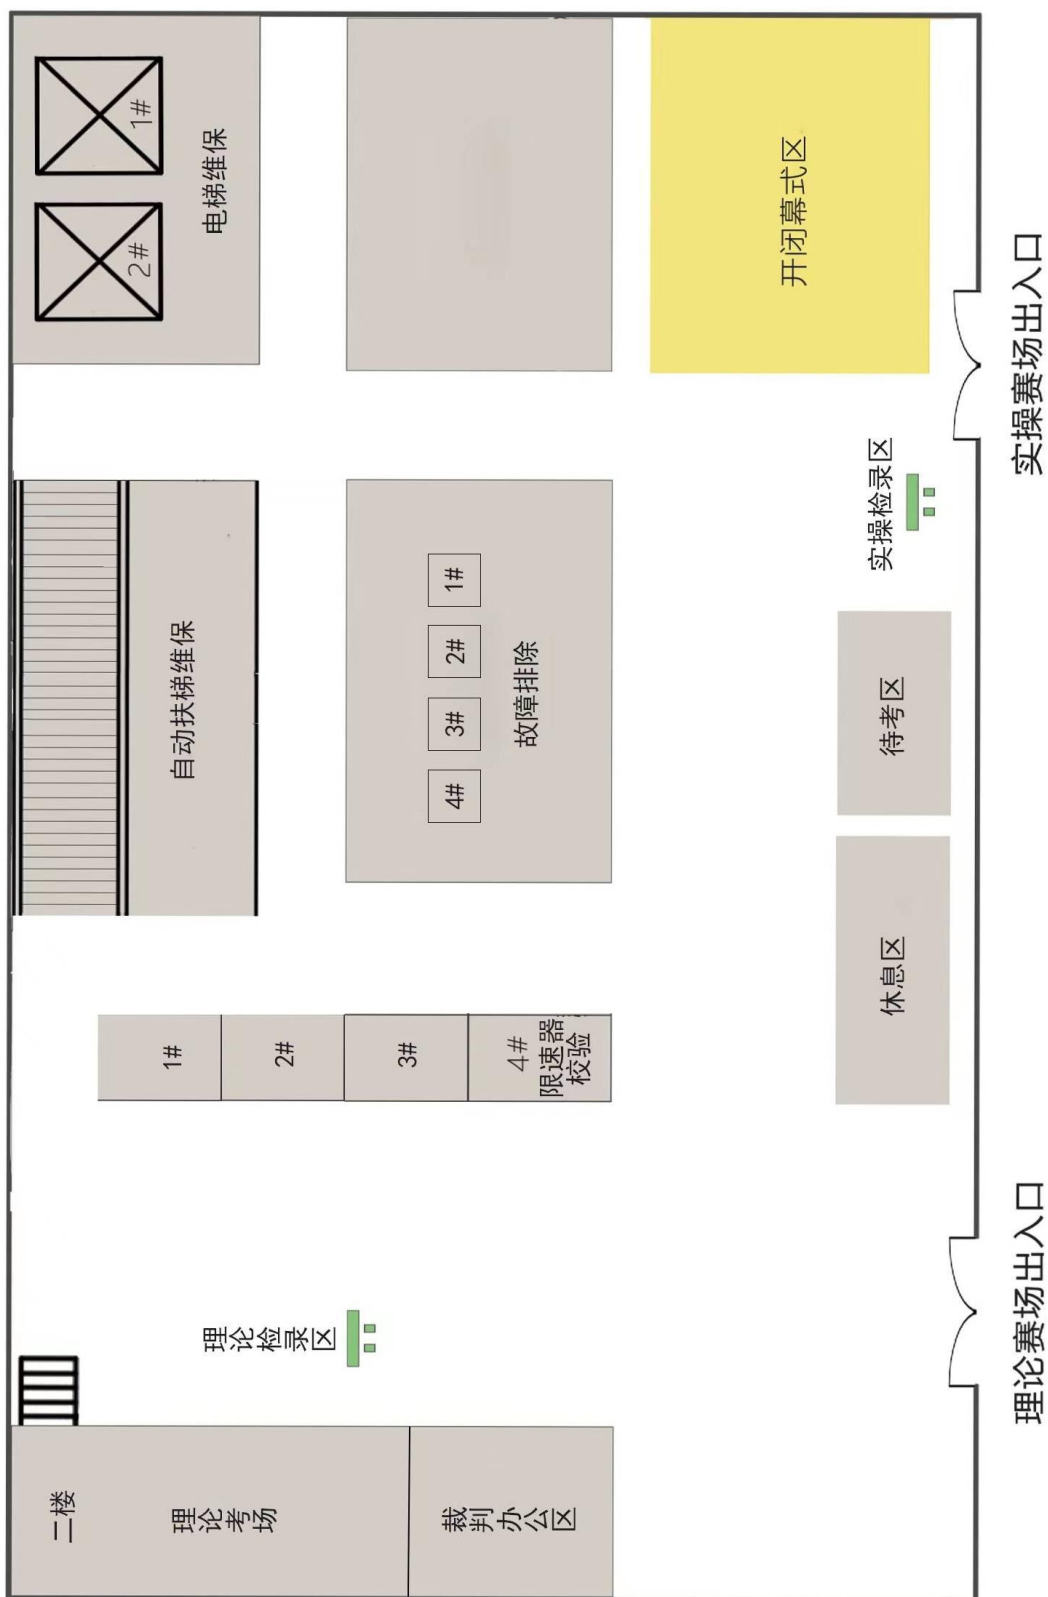 二楼
理论考场
裁判办公区
理论检录区
1#
2#
3#
4#
限速器
校验
自动扶梯维保
4#
3#
2#
1#
故障排除
2#
1#
电梯维保
开闭幕式区
休息区
待考区
实操检录区
理论赛场出入口
实操赛场出入口